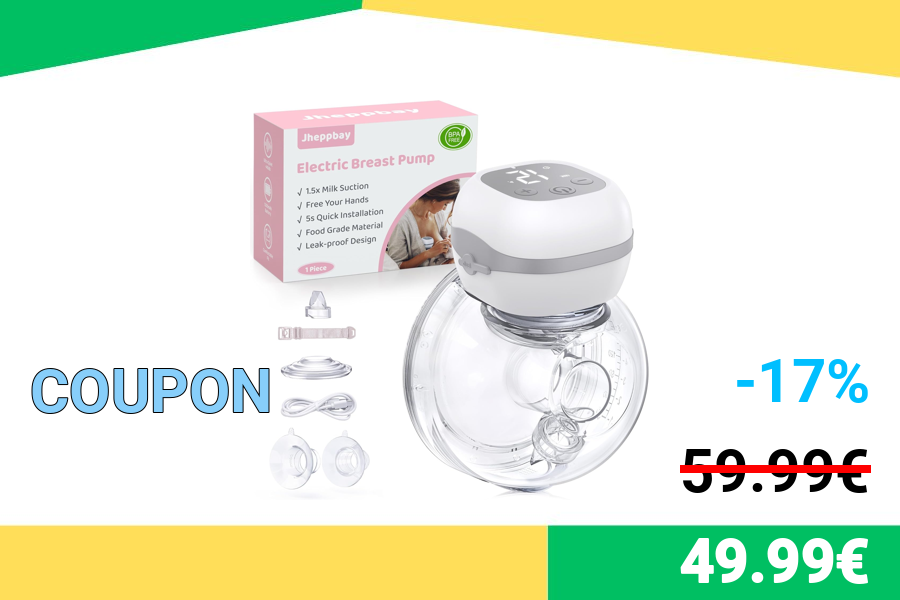 Jheppbay
Jheppbay
BPA
FREE
Electric Breast Pump
√ 1.5x Milk Suction
√ Free Your Hands
√ 5s Quick Installation
√ Food Grade Material
√ Leak-proof Design
1 Piece
COUPON
-17%
59.99€
49.99€